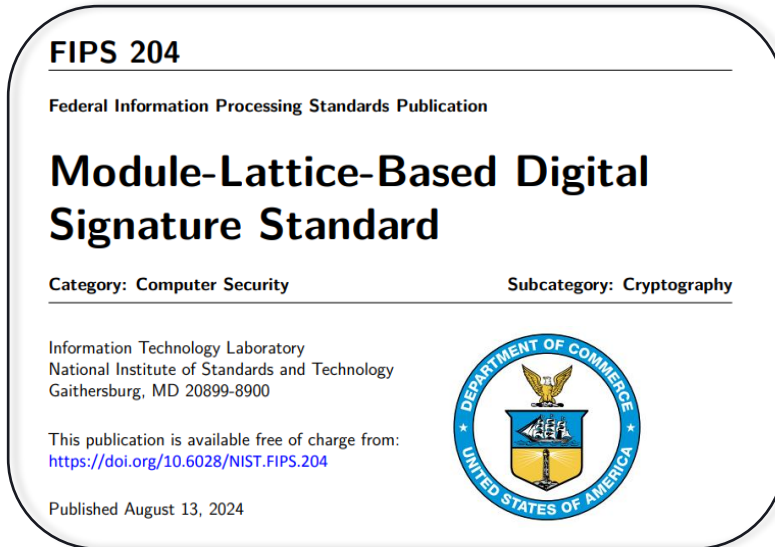 FIPS 204
Federal Information Processing Standards Publication
Module-Lattice-Based Digital
Signature Standard
Category: Computer Security Subcategory: Cryptography
Information Technology Laboratory
National Institute of Standards and Technology
Gaithersburg, MD 20899-8900
This publication is available free of charge from:
https://doi.org/10.6028/NIST.FIPS.204
Published August 13, 2024
DEPARTMENT OF COMMERCE
UNITED STATES OF AMERICA